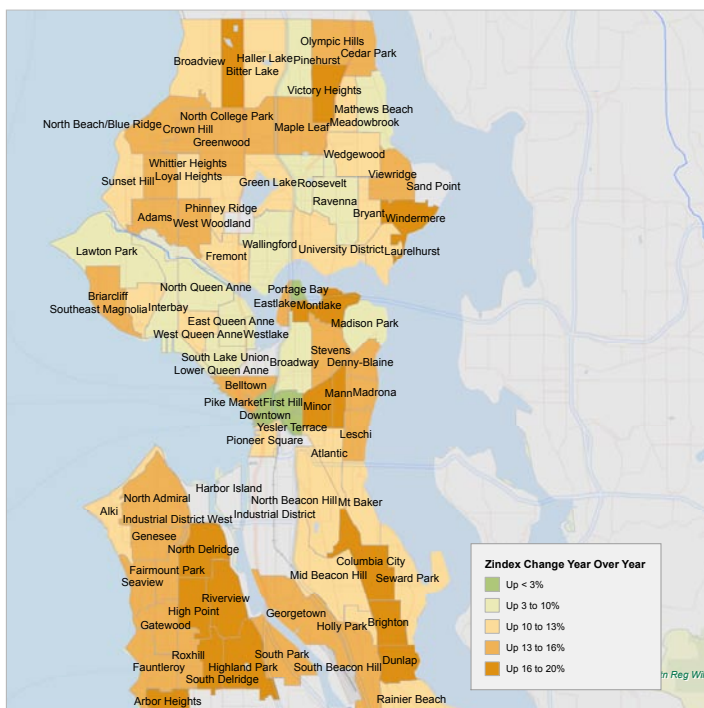 Olympic Hills
Cedar Park
Haller Lake
Broadview
Pinehurst
Bitter Lake
Victory Heights
Mathews Beach
North College Park
Meadowbrook
North Beach/Blue Ridge
Crown Hill
Maple Leaf
Greenwood
Wedgewood
Whittier Heights
Loyal Heights
Viewridge
Sunset Hill
Green Lake
Roosevelt
Sand Point
Ravenna
Phinney Ridge
Bryant
Adams
West Woodland
Windermere
Wallingford
University District
Lawton Park
Fremont
Laurelhurst
North Queen Anne
Portage Bay
Briarcliff
Eastlake
Montlake
Southeast Magnolia
Interbay
East Queen Anne
Madison Park
West Queen Anne
Westlake
Stevens
South Lake Union
Broadway
Denny-Blaine
Lower Queen Anne
Belltown
Mann
Madrona
Pike Market
First Hill
Minor
Downtown
Yesler Terrace
Leschi
Pioneer Square
Atlantic
Harbor Island
North Admiral
North Beacon Hill
Mt Baker
Alki
Industrial District West
Industrial District
Genesee
North Delridge
Columbia City
Fairmount Park
Mid Beacon Hill
Seaview
Seward Park
Riverview
High Point
Georgetown
Gatewood
Holly Park
Brighton
Roxhill
South Park
Fauntleroy
Highland Park
South Beacon Hill
Dunlap
South Delridge
Arbor Heights
Rainier Beach
Zindex Change Year Over Year
Up < 3%
Up 3 to 10%
Up 10 to 13%
Up 13 to 16%
Up 16 to 20%
n Reg Wil